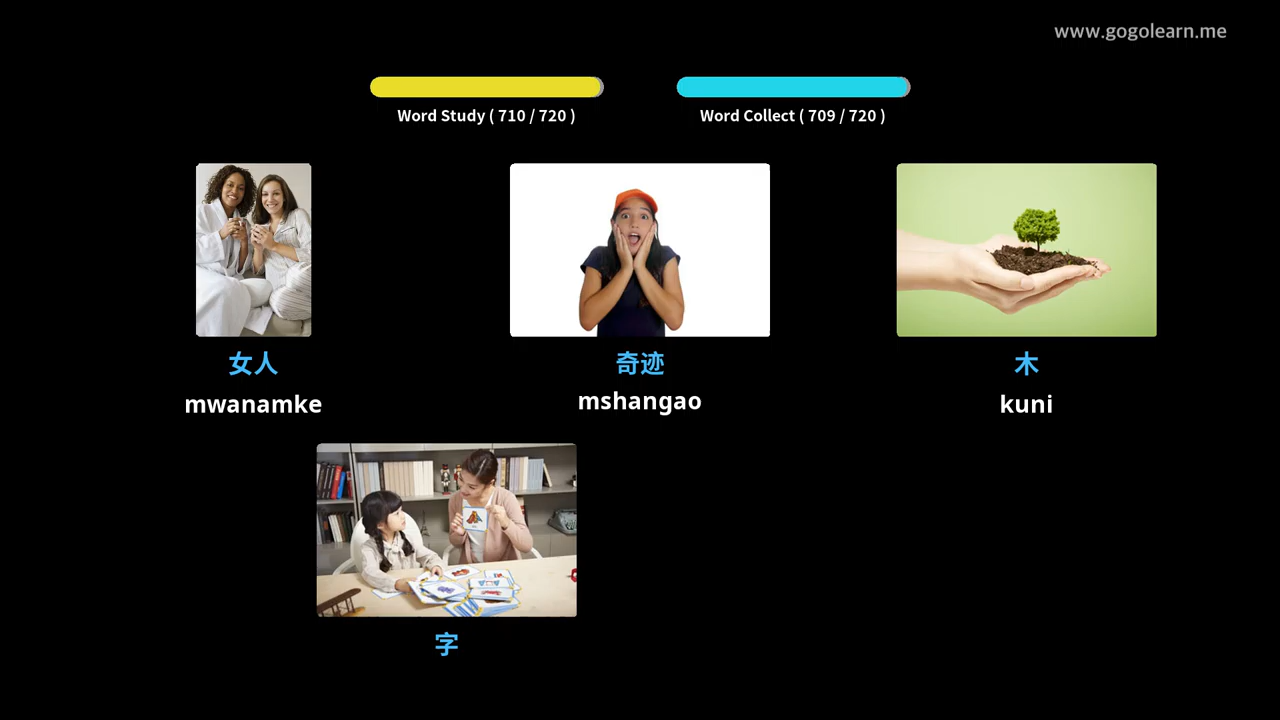 www.gogolearn.me
Word Study ( 710 / 720 )
Word Collect ( 709 / 720 )
女人
奇迹
木
mwanamke
mshangao
kuni
字